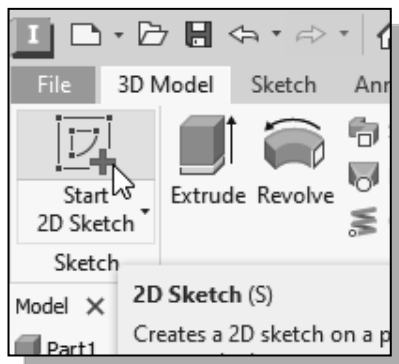 I
File 3D Model Sketch
Start
2D Sketch
Extrude Revolve
Sketch
Model X
2D Sketch (S)
Creates a 2D sketch on a
Part1